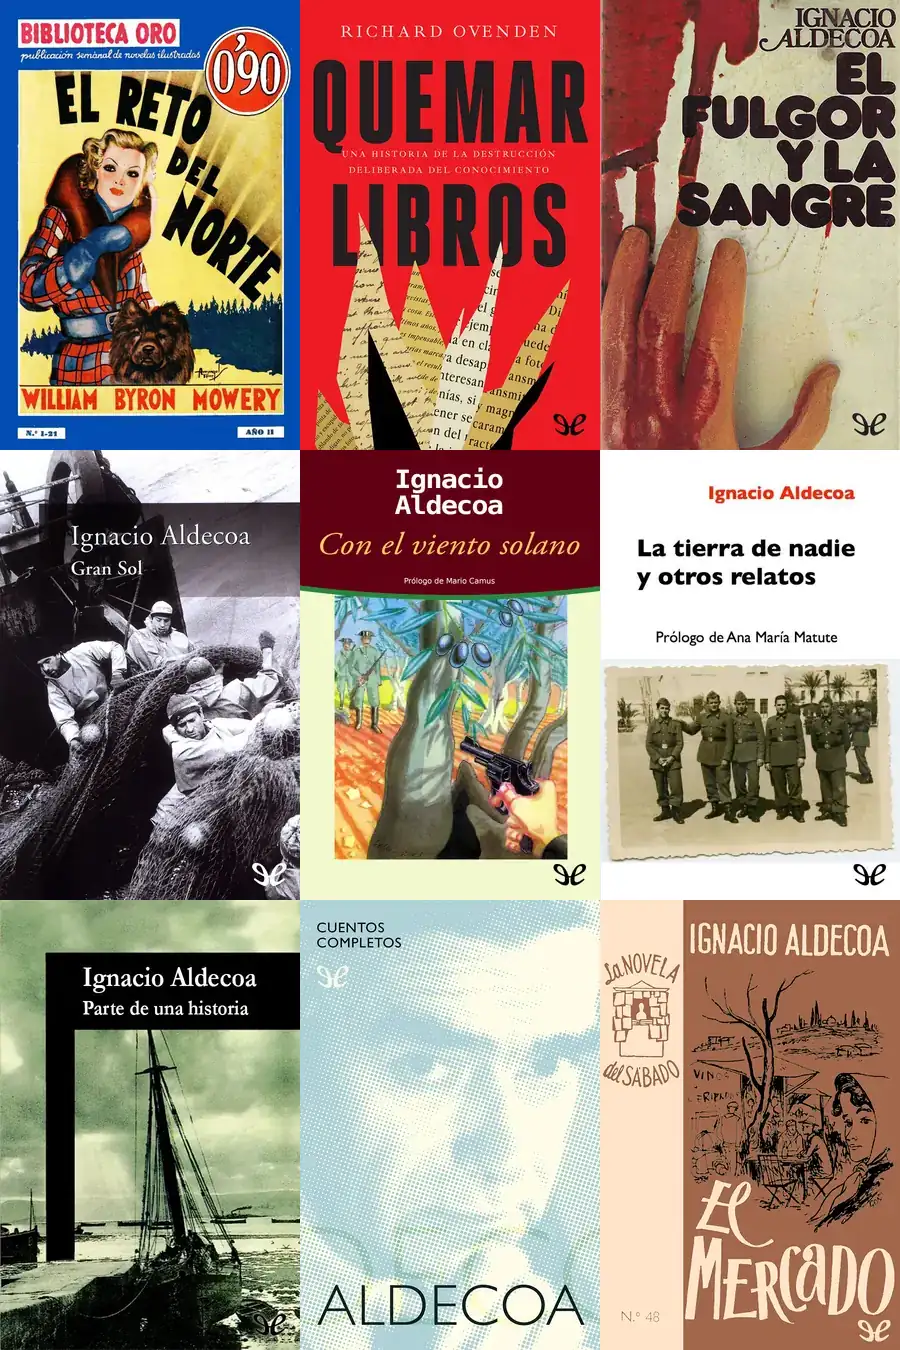 BIBLIOTECA ORO
publicación semanal de novelas ilustradas
0'90
EL RETO
DEL
NORTE
WILLIAM BYRON MOWERY
N.º I-21
AÑO II
RICHARD OVENDEN
QUEMAR
UNA HISTORIA DE LA DESTRUCCIÓN
DELIBERADA DEL CONOCIMIENTO
LIBROS
IGNACIO
ALDECOA
EL
FULGOR
Y LA
SANGRE
Ignacio Aldecoa
Gran Sol
Ignacio
Aldecoa
Con el viento solano
Prólogo de Mario Camus
Ignacio Aldecoa
La tierra de nadie
y otros relatos
Prólogo de Ana María Matute
Ignacio Aldecoa
Parte de una historia
CUENTOS
COMPLETOS
ALDECOA
La NOVELA
del SÁBADO
N.º 48
IGNACIO ALDECOA
VINOS
El
MERCADO